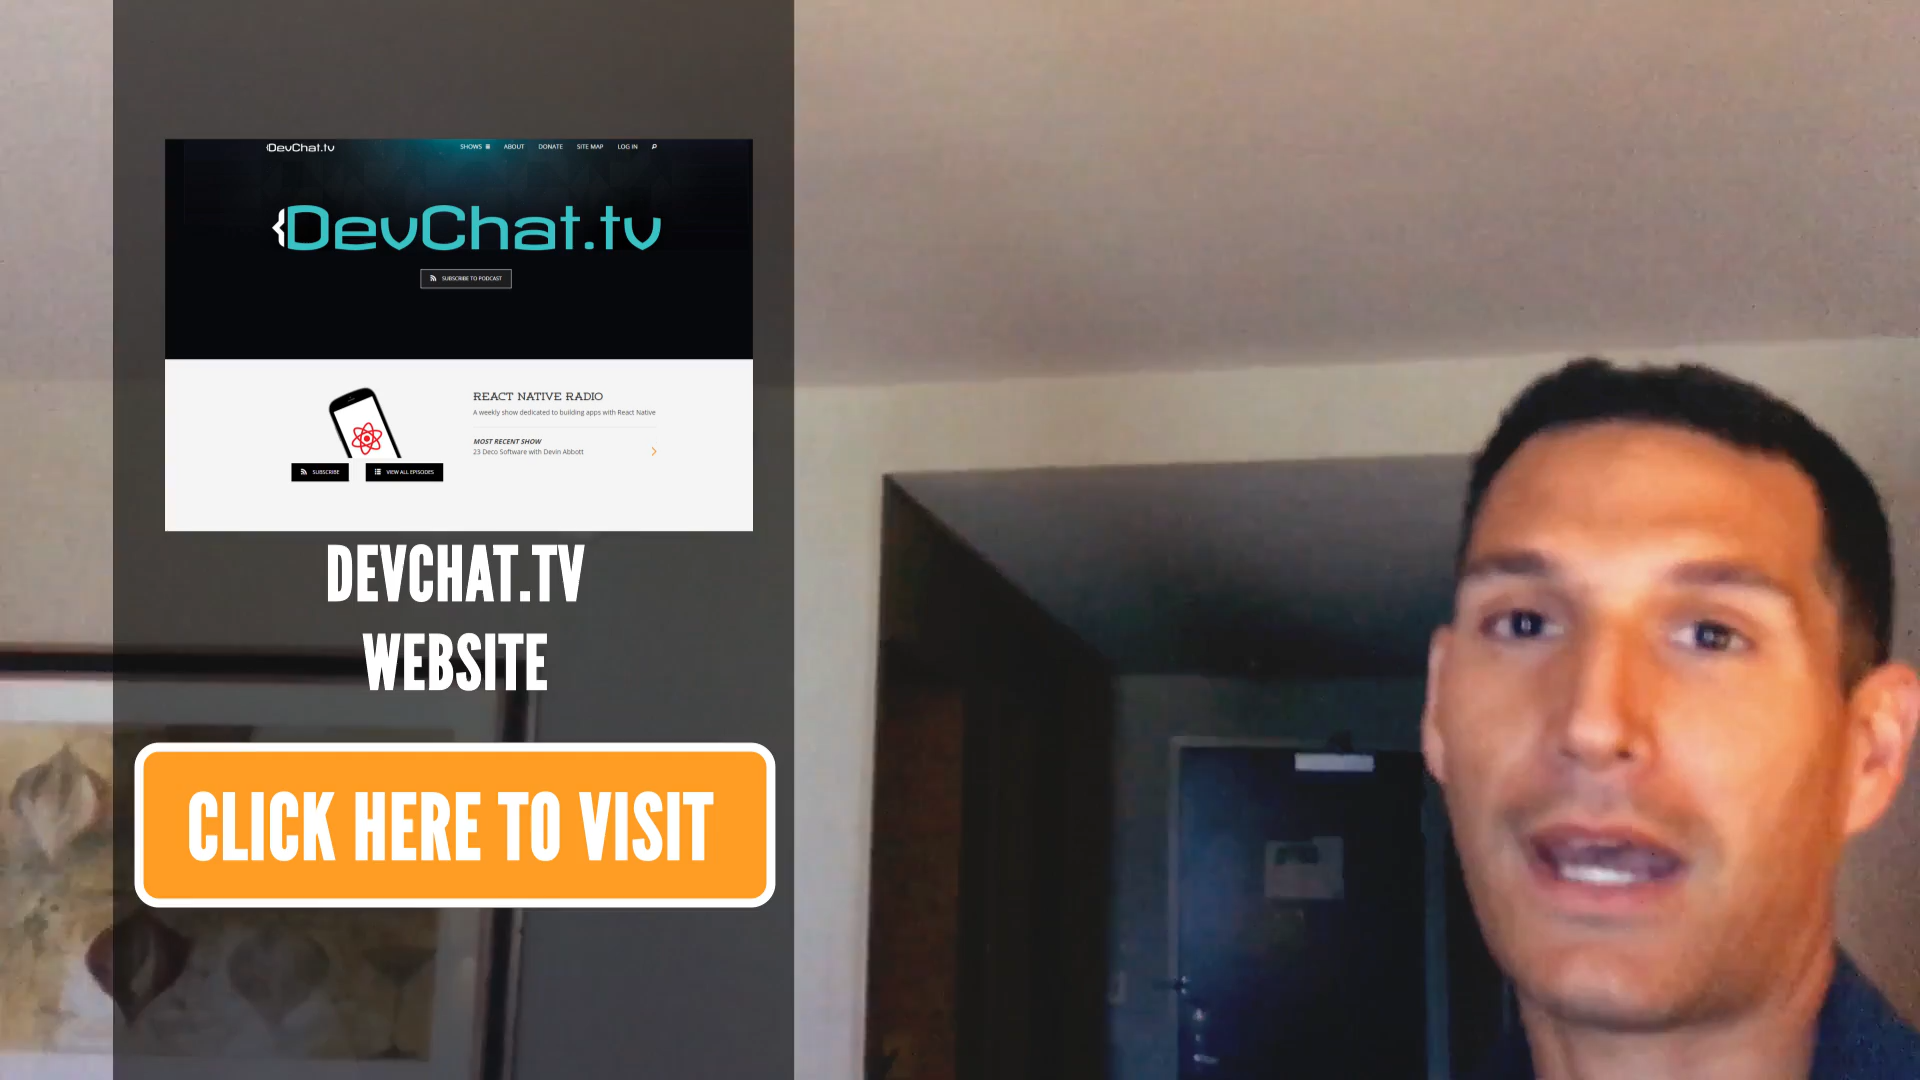 {DevChat.tv
SHOWS ABOUT DONATE SITE MAP LOG IN
{DevChat.tv
SUBSCRIBE TO PODCAST
REACT NATIVE RADIO
A weekly show dedicated to building apps with React Native
MOST RECENT SHOW
23 Deco Software with Devin Abbott
SUBSCRIBE VIEW ALL EPISODES
DEVCHAT.TV
WEBSITE
CLICK HERE TO VISIT